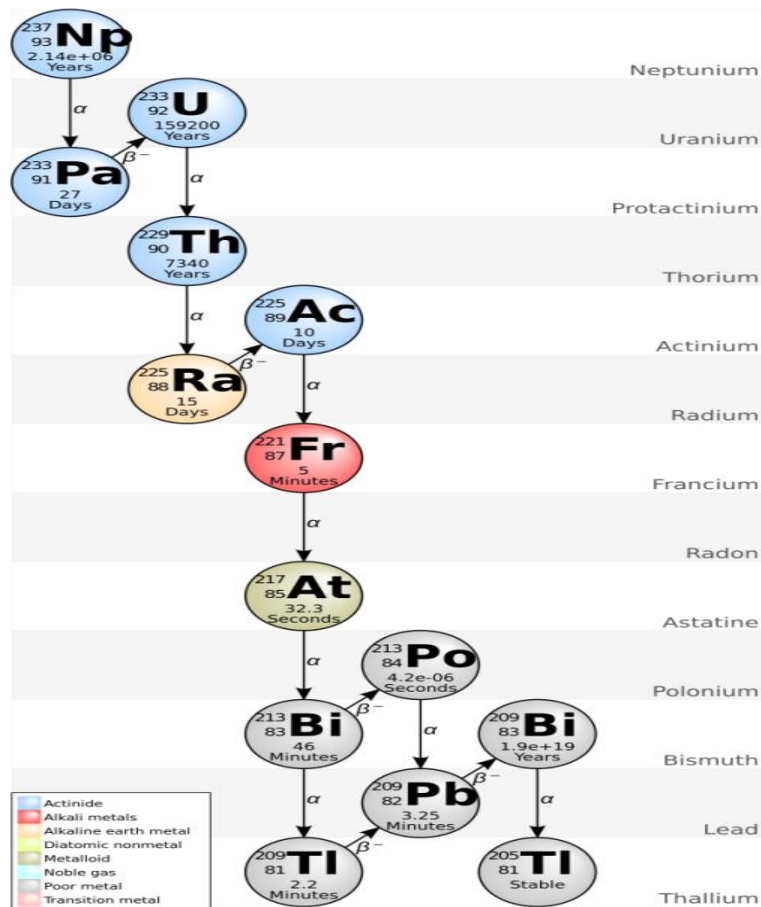 237
93 Np
2.14e+06
Years
Neptunium
α
233
92 U
159200
Years
Uranium
β−
233
91 Pa
27
Days
α
Protactinium
229
90 Th
7340
Years
Thorium
α
225
89 Ac
10
Days
Actinium
β−
225
88 Ra
15
Days
α
Radium
221
87 Fr
5
Minutes
Francium
α
Radon
217
85 At
32.3
Seconds
Astatine
α
213
84 Po
4.2e-06
Seconds
Polonium
β−
213
83 Bi
46
Minutes
α
209
83 Bi
1.9e+19
Years
Bismuth
β−
α
209
82 Pb
3.25
Minutes
α
Lead
β−
209
81 Tl
2.2
Minutes
205
81 Tl
Stable
Thallium
Actinide
Alkali metals
Alkaline earth metal
Diatomic nonmetal
Metalloid
Noble gas
Poor metal
Transition metal